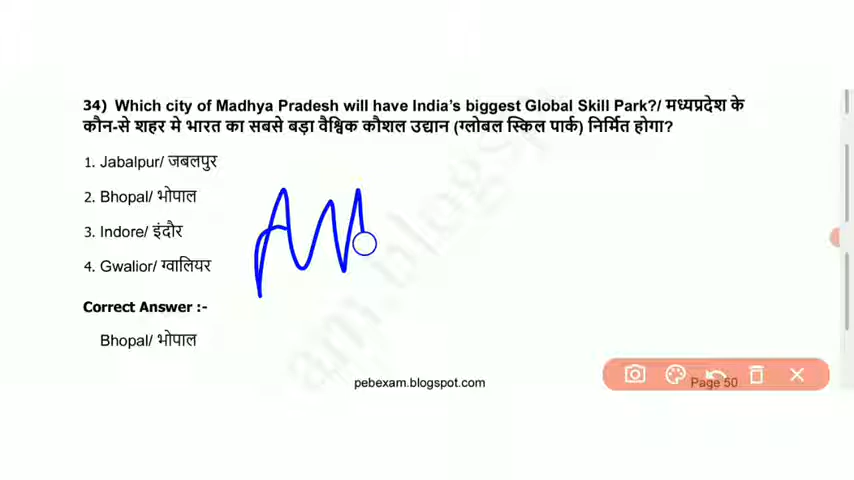 34) Which city of Madhya Pradesh will have India's biggest Global Skill Park?/ मध्यप्रदेश के
कौन-से शहर मे भारत का सबसे बड़ा वैश्विक कौशल उद्यान (ग्लोबल स्किल पार्क) निर्मित होगा?
1. Jabalpur/ जबलपुर
2. Bhopal/ भोपाल
3. Indore/ इंदौर
4. Gwalior/ ग्वालियर
Correct Answer :-
Bhopal/ भोपाल
pebexam.blogspot.com
Page 50